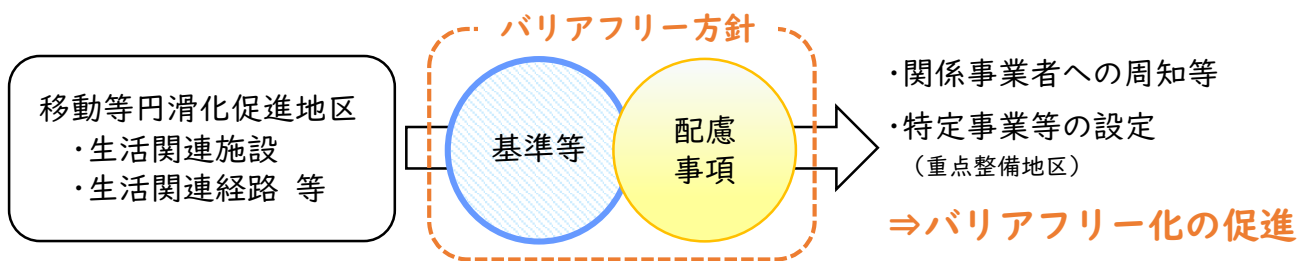 バリアフリー方針
移動等円滑化促進地区
・生活関連施設
・生活関連経路 等
基準等
配慮
事項
・関係事業者への周知等
・特定事業等の設定
（重点整備地区）
⇒バリアフリー化の促進